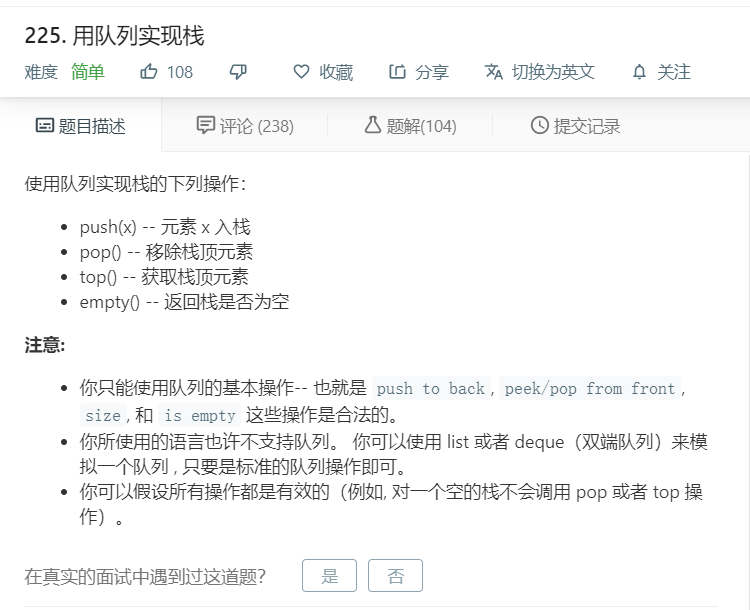 225. 用队列实现栈
难度 简单 108 收藏 分享 切换为英文 关注
题目描述 评论 (238) 题解(104) 提交记录
使用队列实现栈的下列操作：
push(x) -- 元素 x 入栈
pop() -- 移除栈顶元素
top() -- 获取栈顶元素
empty() -- 返回栈是否为空
注意:
你只能使用队列的基本操作-- 也就是 push to back, peek/pop from front,
size, 和 is empty 这些操作是合法的。
你所使用的语言也许不支持队列。 你可以使用 list 或者 deque（双端队列）来模
拟一个队列 , 只要是标准的队列操作即可。
你可以假设所有操作都是有效的（例如, 对一个空的栈不会调用 pop 或者 top 操
作）。
在真实的面试中遇到过这道题？ 是 否